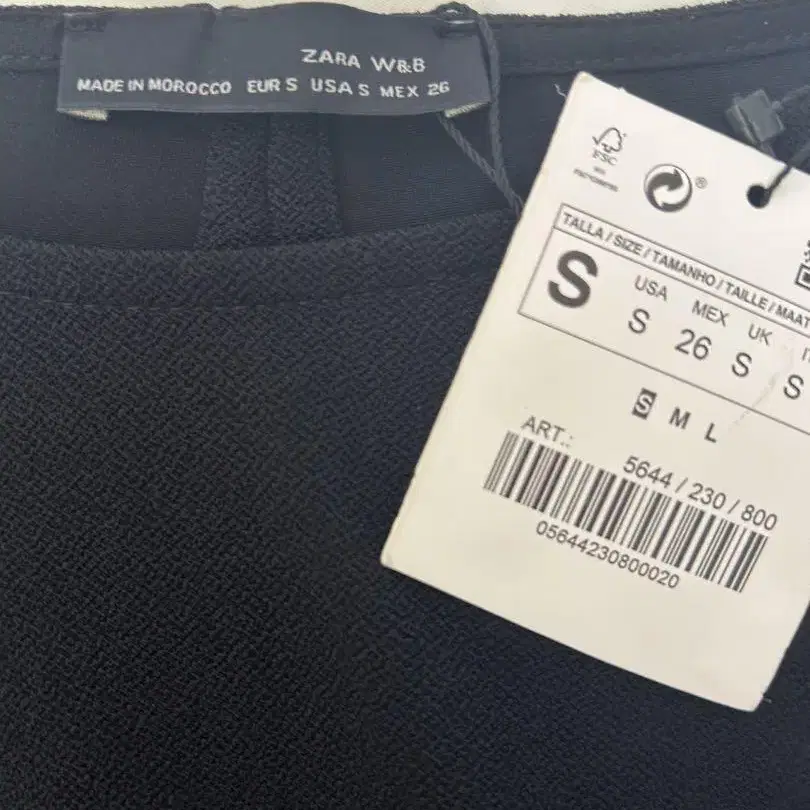 ZARA W&B
MADE IN MOROCCO EUR S USA S MEX 26
FSC
®
TALLA / SIZE / TAMANHO / TAILLE / MAAT
S USA MEX UK
S 26 S S
S M L
ART.:
5644 / 230 / 800
05644230800020